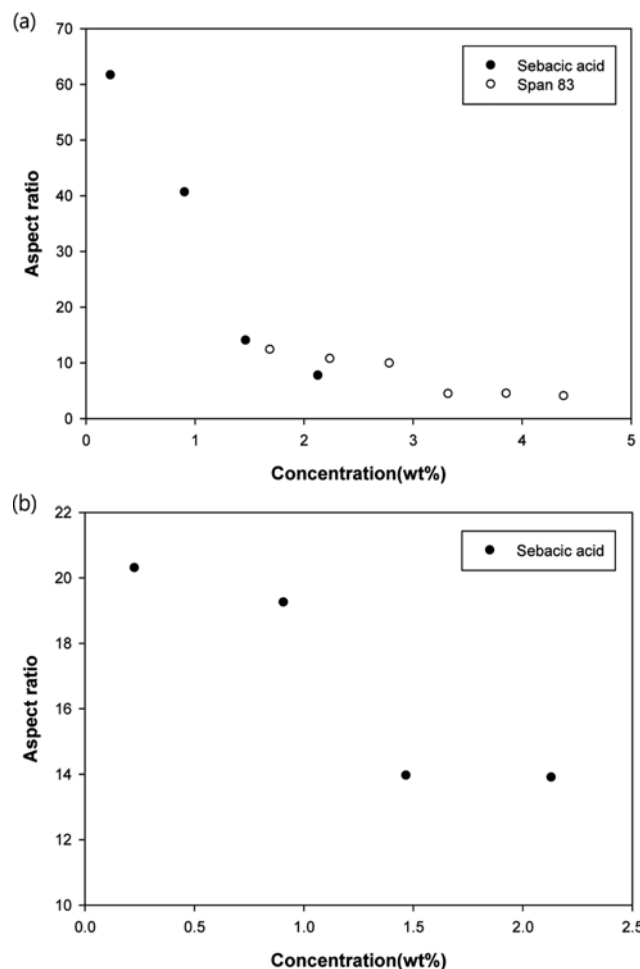 (a)
70
60
50
40
30
20
10
0
Aspect ratio
Sebacic acid
Span 83
0 1 2 3 4 5
Concentration(wt%)
(b)
22
20
18
16
14
12
10
Aspect ratio
Sebacic acid
0.0 0.5 1.0 1.5 2.0 2.5
Concentration(wt%)